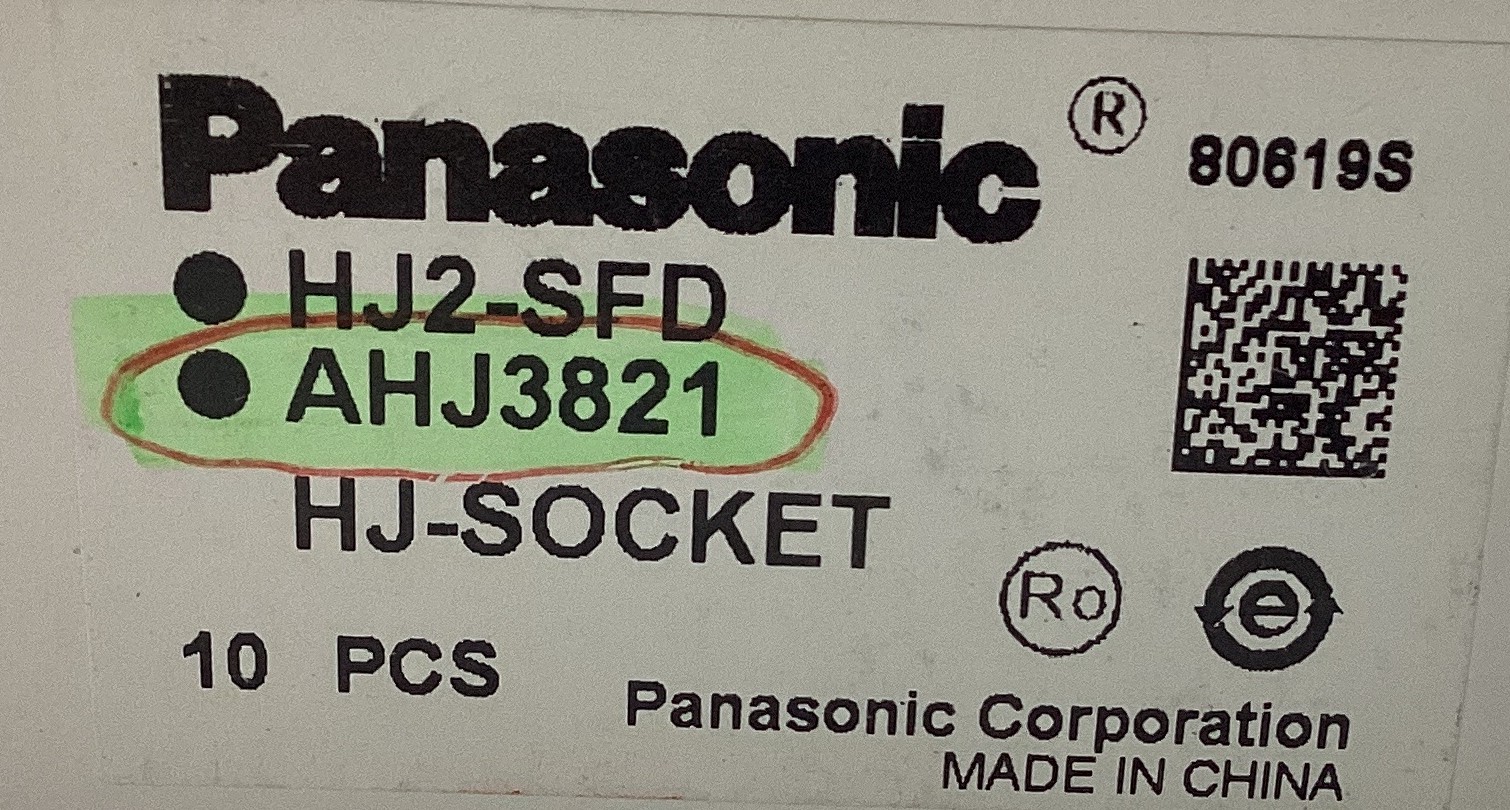 Panasonic ®
80619S
● HJ2-SFD
● AHJ3821
HJ-SOCKET
Ro
e
10 PCS
Panasonic Corporation
MADE IN CHINA